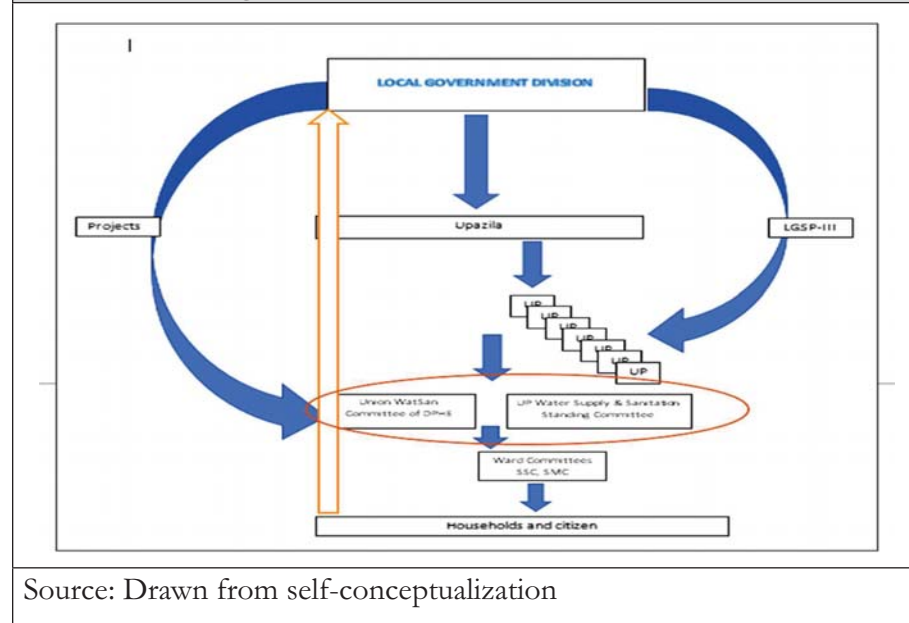 LOCAL GOVERNMENT DIVISION
Projects
Upazila
LGSP-III
UP
UP
UP
UP
UP
UP
UP
Union WatSan
Committee of DPHE
UP Water Supply & Sanitation
Standing Committee
Ward Committees
SSC, SMC
Households and citizen
Source: Drawn from self-conceptualization